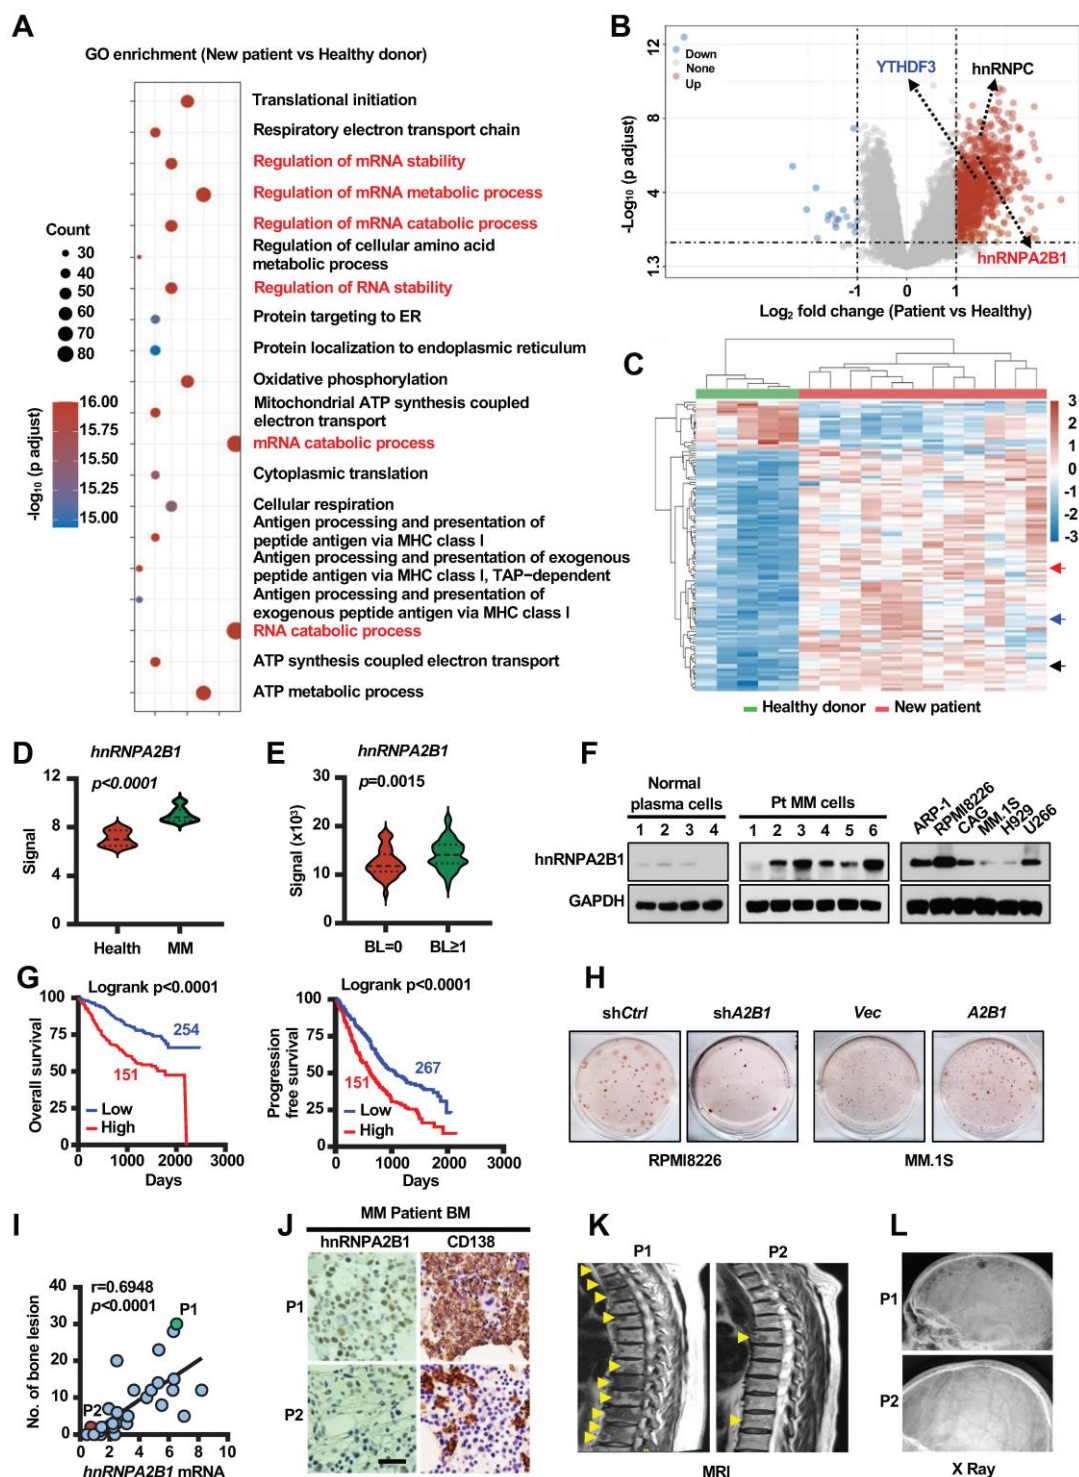 A
GO enrichment (New patient vs Healthy donor)
Translational initiation
Respiratory electron transport chain
Regulation of mRNA stability
Regulation of mRNA metabolic process
Regulation of mRNA catabolic process
Regulation of cellular amino acid
metabolic process
Regulation of RNA stability
Protein targeting to ER
Protein localization to endoplasmic reticulum
Oxidative phosphorylation
Mitochondrial ATP synthesis coupled
electron transport
mRNA catabolic process
Cytoplasmic translation
Cellular respiration
Antigen processing and presentation of
peptide antigen via MHC class I
Antigen processing and presentation of exogenous
peptide antigen via MHC class I, TAP−dependent
Antigen processing and presentation of
exogenous peptide antigen via MHC class I
RNA catabolic process
ATP synthesis coupled electron transport
ATP metabolic process
Count
30
40
50
60
70
80
-log₁₀ (p adjust)
16.00
15.75
15.50
15.25
15.00
B
Down
None
Up
YTHDF3
hnRNPC
hnRNPA2B1
-Log₁₀ (p adjust)
12
8
4
1.3
-1 0 1
Log₂ fold change (Patient vs Healthy)
C
3
2
1
0
-1
-2
-3
Healthy donor New patient
D
hnRNPA2B1
p<0.0001
Signal
12
8
4
0
Health MM
E
hnRNPA2B1
p=0.0015
Signal (x10³)
30
20
10
0
BL=0 BL≥1
F
Normal
plasma cells
1 2 3 4
Pt MM cells
1 2 3 4 5 6
ARP-1 RPMI8226 CAG MM.1S H929 U266
hnRNPA2B1
GAPDH
G
Logrank p<0.0001
Overall survival
100
75
50
25
0
254
151
Low
High
0 1000 2000 3000
Days
Logrank p<0.0001
Progression
free survival
100
75
50
25
0
267
151
Low
High
0 1000 2000 3000
Days
H
shCtrl shA2B1 Vec A2B1
RPMI8226 MM.1S
I
r=0.6948
p<0.0001
No. of bone lesion
40
30
20
10
0
P1
P2
0 2 4 6 8 10
hnRNPA2B1 mRNA
J
MM Patient BM
hnRNPA2B1 CD138
P1
P2
K
P1 P2
MRI
L
P1
P2
X Ray